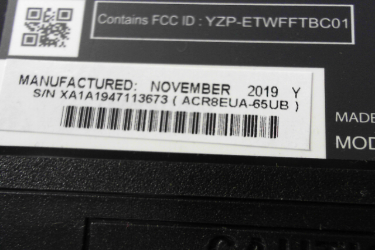 Contains FCC ID : YZP-ETWFFTBC01
MANUFACTURED: NOVEMBER 2019 Y
S/N XA1A1947113673 ( ACR8EUA-65UB )
MADE
MOD